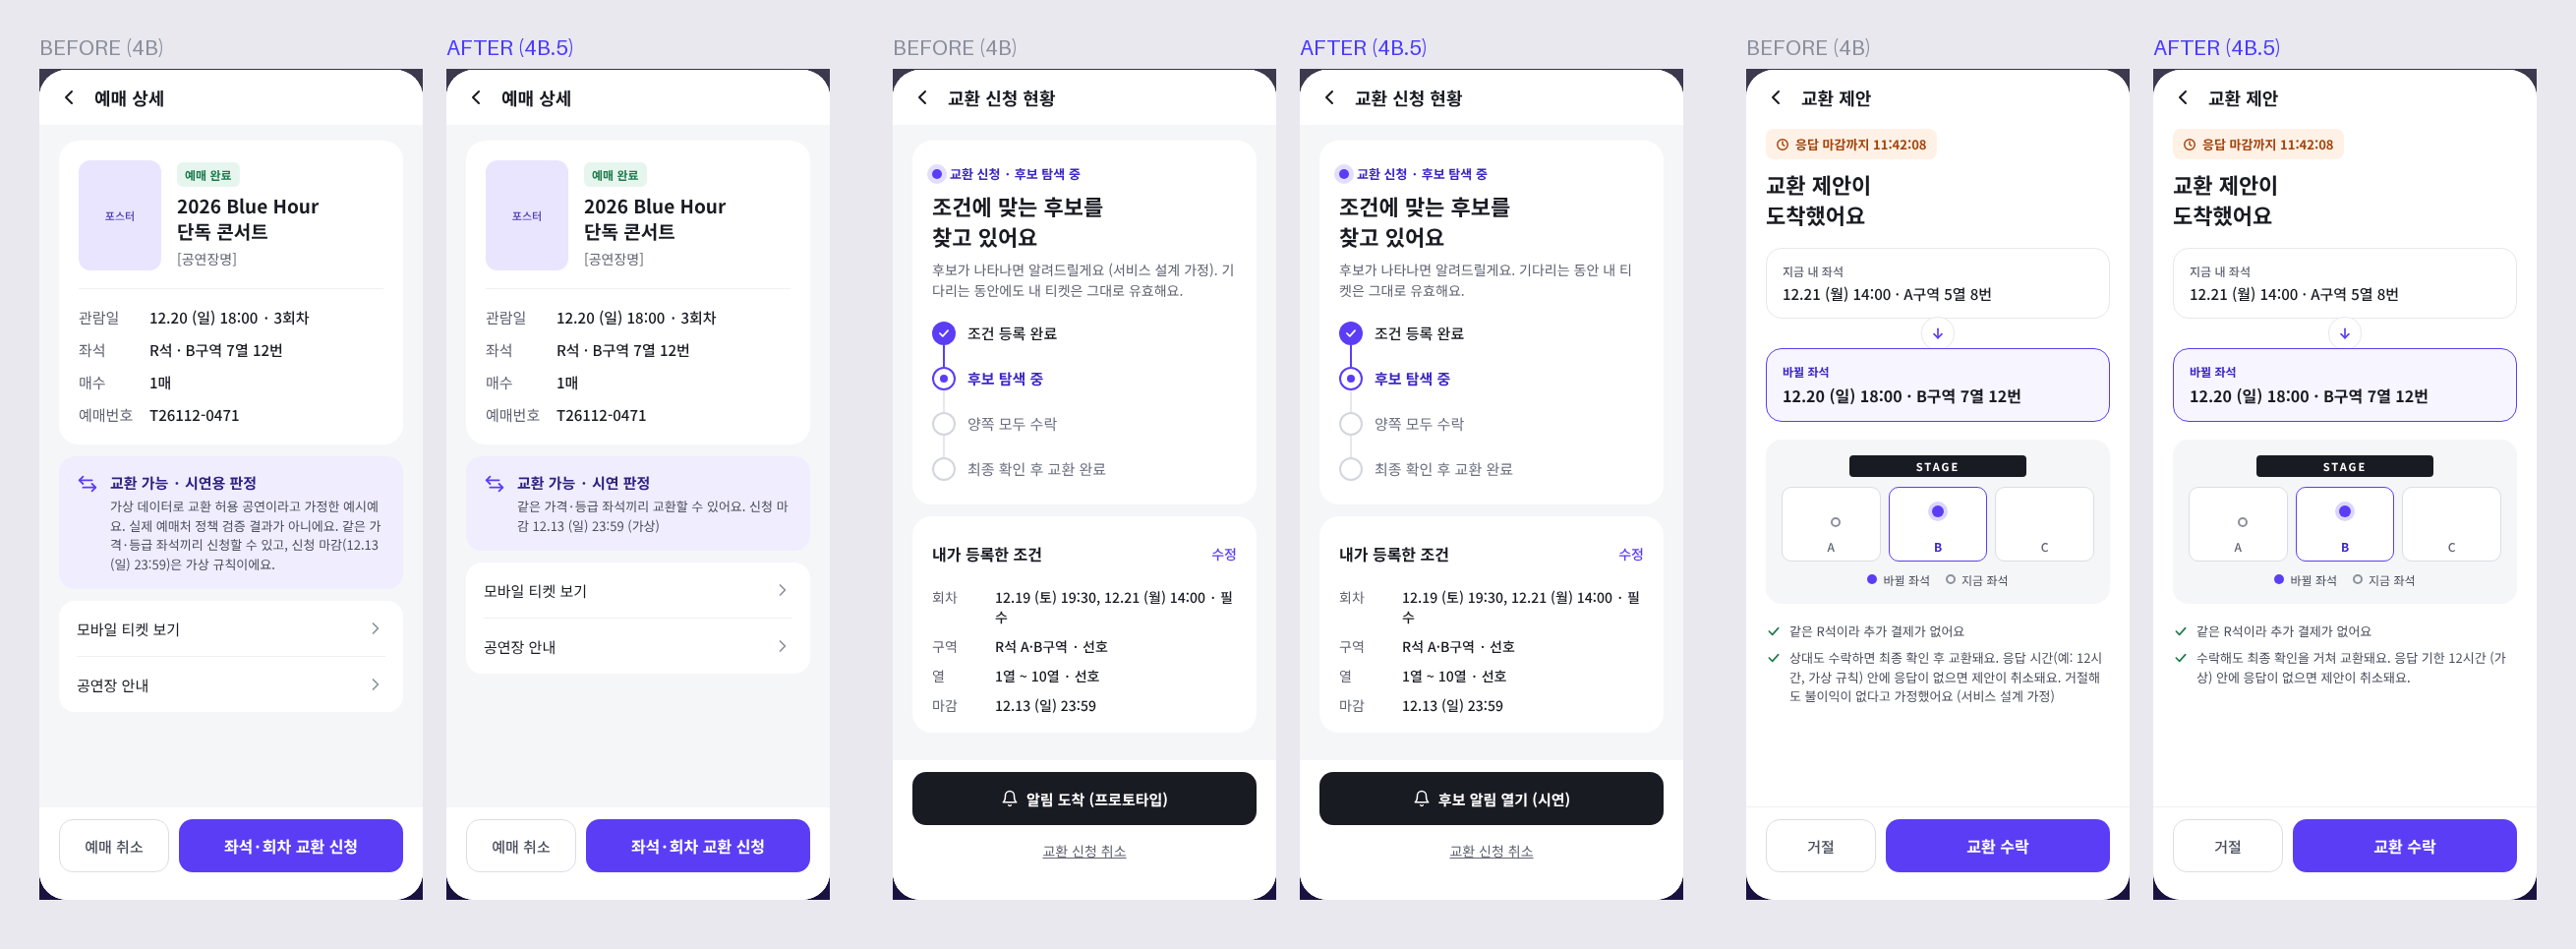 BEFORE (4B)
예매 상세
포스터
예매 완료
2026 Blue Hour
단독 콘서트
[공연장명]
관람일 12.20 (일) 18:00 · 3회차
좌석 R석 · B구역 7열 12번
매수 1매
예매번호 T26112-0471
교환 가능 · 시연용 판정
가상 데이터로 교환 허용 공연이라고 가정한 예시예
요. 실제 예매처 정책 검증 결과가 아니에요. 같은 가
격·등급 좌석끼리 신청할 수 있고, 신청 마감(12.13
(일) 23:59)은 가상 규칙이에요.
모바일 티켓 보기
공연장 안내
예매 취소
좌석·회차 교환 신청
AFTER (4B.5)
예매 상세
포스터
예매 완료
2026 Blue Hour
단독 콘서트
[공연장명]
관람일 12.20 (일) 18:00 · 3회차
좌석 R석 · B구역 7열 12번
매수 1매
예매번호 T26112-0471
교환 가능 · 시연 판정
같은 가격·등급 좌석끼리 교환할 수 있어요. 신청 마
감 12.13 (일) 23:59 (가상)
모바일 티켓 보기
공연장 안내
예매 취소
좌석·회차 교환 신청
BEFORE (4B)
교환 신청 현황
교환 신청 · 후보 탐색 중
조건에 맞는 후보를
찾고 있어요
후보가 나타나면 알려드릴게요 (서비스 설계 가정). 기
다리는 동안에도 내 티켓은 그대로 유효해요.
조건 등록 완료
후보 탐색 중
양쪽 모두 수락
최종 확인 후 교환 완료
내가 등록한 조건 수정
회차 12.19 (토) 19:30, 12.21 (월) 14:00 · 필
수
구역 R석 A·B구역 · 선호
열 1열 ~ 10열 · 선호
마감 12.13 (일) 23:59
알림 도착 (프로토타입)
교환 신청 취소
AFTER (4B.5)
교환 신청 현황
교환 신청 · 후보 탐색 중
조건에 맞는 후보를
찾고 있어요
후보가 나타나면 알려드릴게요. 기다리는 동안 내 티
켓은 그대로 유효해요.
조건 등록 완료
후보 탐색 중
양쪽 모두 수락
최종 확인 후 교환 완료
내가 등록한 조건 수정
회차 12.19 (토) 19:30, 12.21 (월) 14:00 · 필
수
구역 R석 A·B구역 · 선호
열 1열 ~ 10열 · 선호
마감 12.13 (일) 23:59
후보 알림 열기 (시연)
교환 신청 취소
BEFORE (4B)
교환 제안
응답 마감까지 11:42:08
교환 제안이
도착했어요
지금 내 좌석
12.21 (월) 14:00 · A구역 5열 8번
바뀔 좌석
12.20 (일) 18:00 · B구역 7열 12번
STAGE
A B C
바뀔 좌석 지금 좌석
같은 R석이라 추가 결제가 없어요
상대도 수락하면 최종 확인 후 교환돼요. 응답 시간(예: 12시
간, 가상 규칙) 안에 응답이 없으면 제안이 취소돼요. 거절해
도 불이익이 없다고 가정했어요 (서비스 설계 가정)
거절
교환 수락
AFTER (4B.5)
교환 제안
응답 마감까지 11:42:08
교환 제안이
도착했어요
지금 내 좌석
12.21 (월) 14:00 · A구역 5열 8번
바뀔 좌석
12.20 (일) 18:00 · B구역 7열 12번
STAGE
A B C
바뀔 좌석 지금 좌석
같은 R석이라 추가 결제가 없어요
수락해도 최종 확인을 거쳐 교환돼요. 응답 기한 12시간 (가
상) 안에 응답이 없으면 제안이 취소돼요.
거절
교환 수락